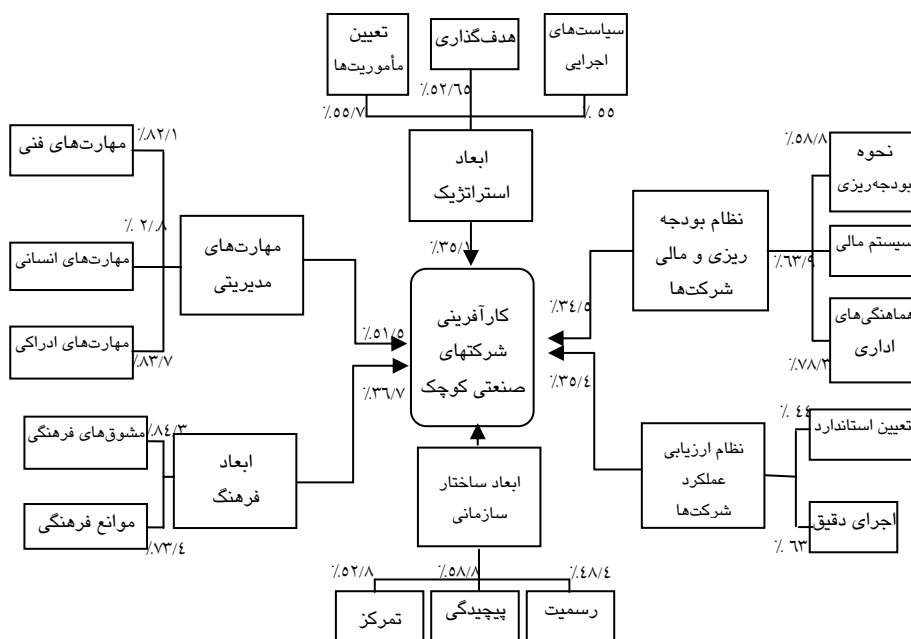 تعیین
مأموریت‌ها
هدف‌گذاری
سیاست‌های
اجرایی
٪.۵۵/۷
٪.۵۲/۶۵
٪. ۵۵
ابعاد
استراتژیک
٪.۳۵/۱
مهارت‌های فنی
٪.۸۲/۱
مهارت‌های انسانی
٪. ۲/۸
مهارت‌های ادراکی
٪.۸۳/۷
مهارت‌های
مدیریتی
٪.۵۱/۵
مشوق‌های فرهنگی
٪.۸٤/۳
موانع فرهنگی
٪.۷۳/٤
ابعاد
فرهنگ
٪.۳٦/۷
کارآفرینی
شرکتهای
صنعتی کوچک
نظام بودجه
ریزی و مالی
شرکت‌ها
٪.۳٤/۵
نحوه
بودجه‌ریزی
٪.۵۸/۸
سیستم مالی
٪.٦۳/۹
هماهنگی‌های
اداری
٪.۷۸/۳
نظام ارزیابی
عملکرد
شرکت‌ها
٪.۳۵/٤
تعیین استاندارد
٪. ٤٤
اجرای دقیق
٪. ٦۳
ابعاد ساختار
سازمانی
٪.۵۲/۸
٪.۵۸/۸
٪.٤۸/٤
تمرکز
پیچیدگی
رسمیت